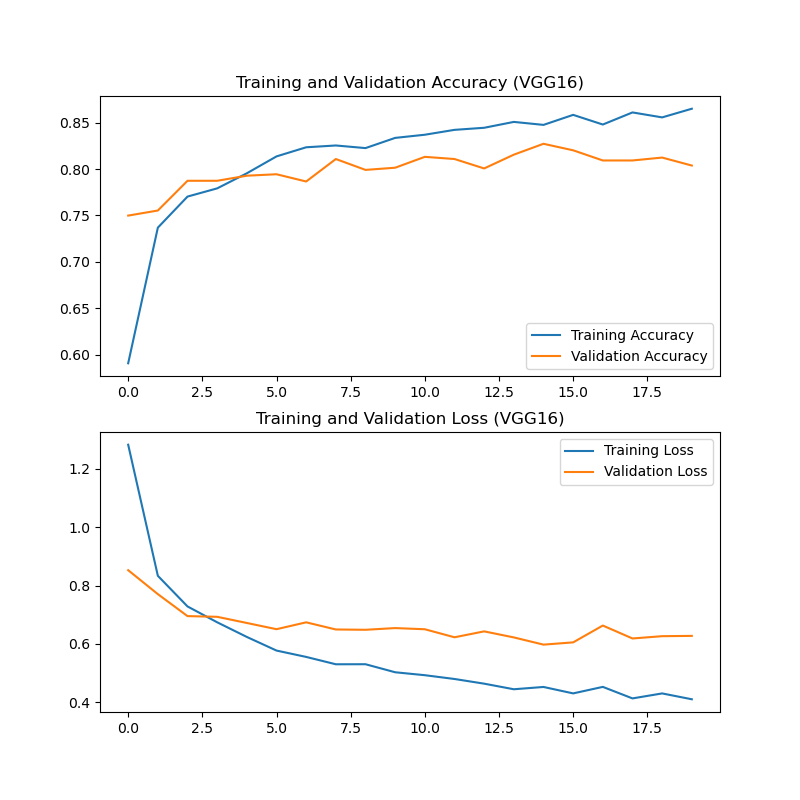 Training and Validation Accuracy (VGG16)
0.85
0.80
0.75
0.70
0.65
0.60
Training Accuracy
Validation Accuracy
0.0 2.5 5.0 7.5 10.0 12.5 15.0 17.5
Training and Validation Loss (VGG16)
Training Loss
Validation Loss
1.2
1.0
0.8
0.6
0.4
0.0 2.5 5.0 7.5 10.0 12.5 15.0 17.5